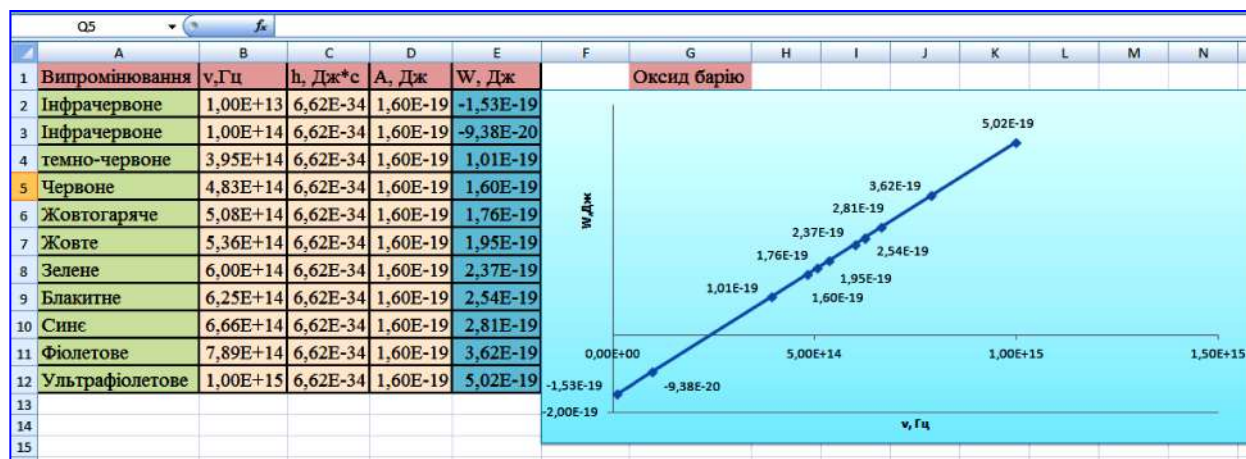 Q5 fx
A B C D E F G H I J K L M N
1 Випромінювання ν,Гц h, Дж*с A, Дж W, Дж Оксид барію
2 Інфрачервоне 1,00E+13 6,62E-34 1,60E-19 -1,53E-19
3 Інфрачервоне 1,00E+14 6,62E-34 1,60E-19 -9,38E-20
4 темно-червоне 3,95E+14 6,62E-34 1,60E-19 1,01E-19
5 Червоне 4,83E+14 6,62E-34 1,60E-19 1,60E-19
6 Жовтогаряче 5,08E+14 6,62E-34 1,60E-19 1,76E-19
7 Жовте 5,36E+14 6,62E-34 1,60E-19 1,95E-19
8 Зелене 6,00E+14 6,62E-34 1,60E-19 2,37E-19
9 Блакитне 6,25E+14 6,62E-34 1,60E-19 2,54E-19
10 Синє 6,66E+14 6,62E-34 1,60E-19 2,81E-19
11 Фіолетове 7,89E+14 6,62E-34 1,60E-19 3,62E-19
12 Ультрафіолетове 1,00E+15 6,62E-34 1,60E-19 5,02E-19
13
14
15
W,Дж
5,02E-19
3,62E-19
2,81E-19
2,37E-19
2,54E-19
1,76E-19
1,95E-19
1,01E-19
1,60E-19
0,00E+00 5,00E+14 1,00E+15 1,50E+15
-1,53E-19
-9,38E-20
-2,00E-19
ν, Гц